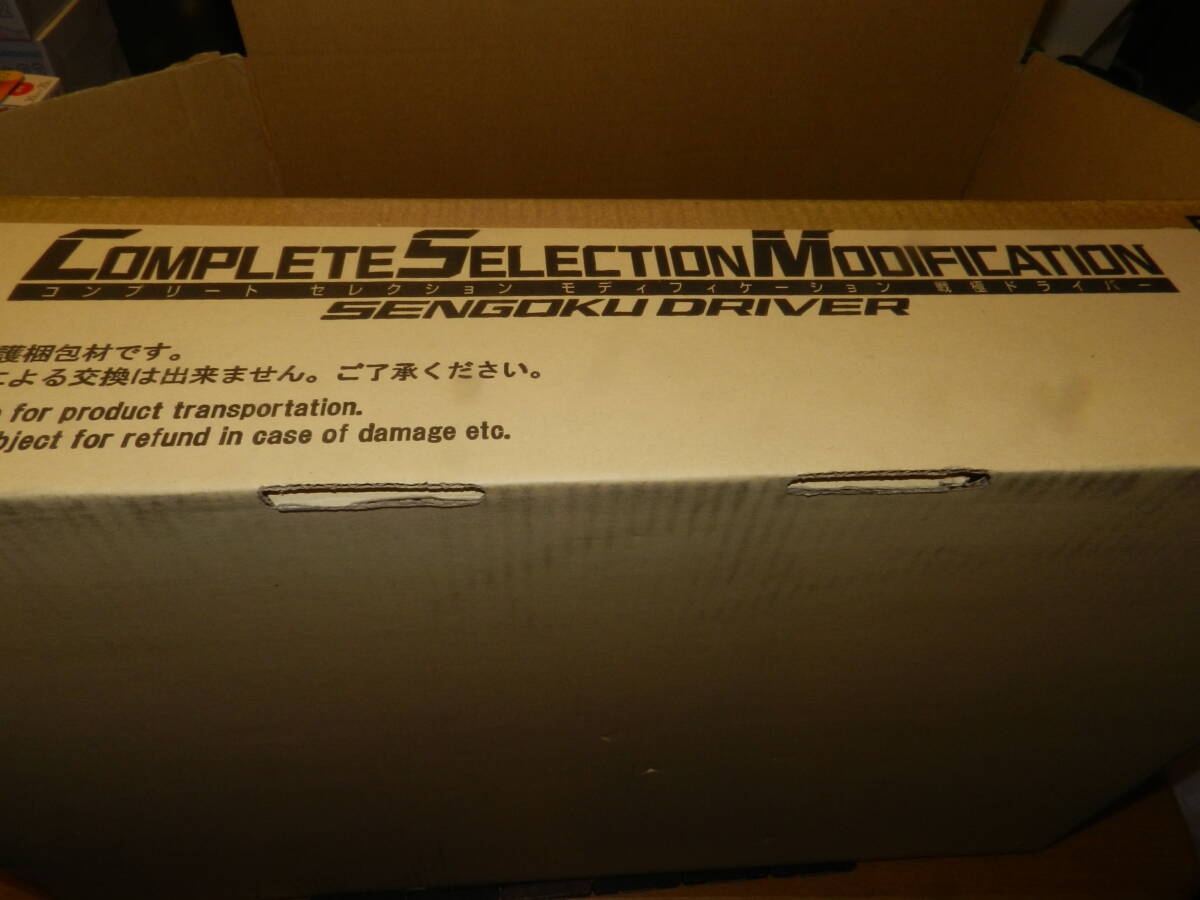 COMPLETE SELECTION MODIFICATION
コンプリート セレクション モディフィケーション 戦極ドライバー
SENGOKU DRIVER
護梱包材です。
による交換は出来ません。ご了承ください。
for product transportation.
bject for refund in case of damage etc.